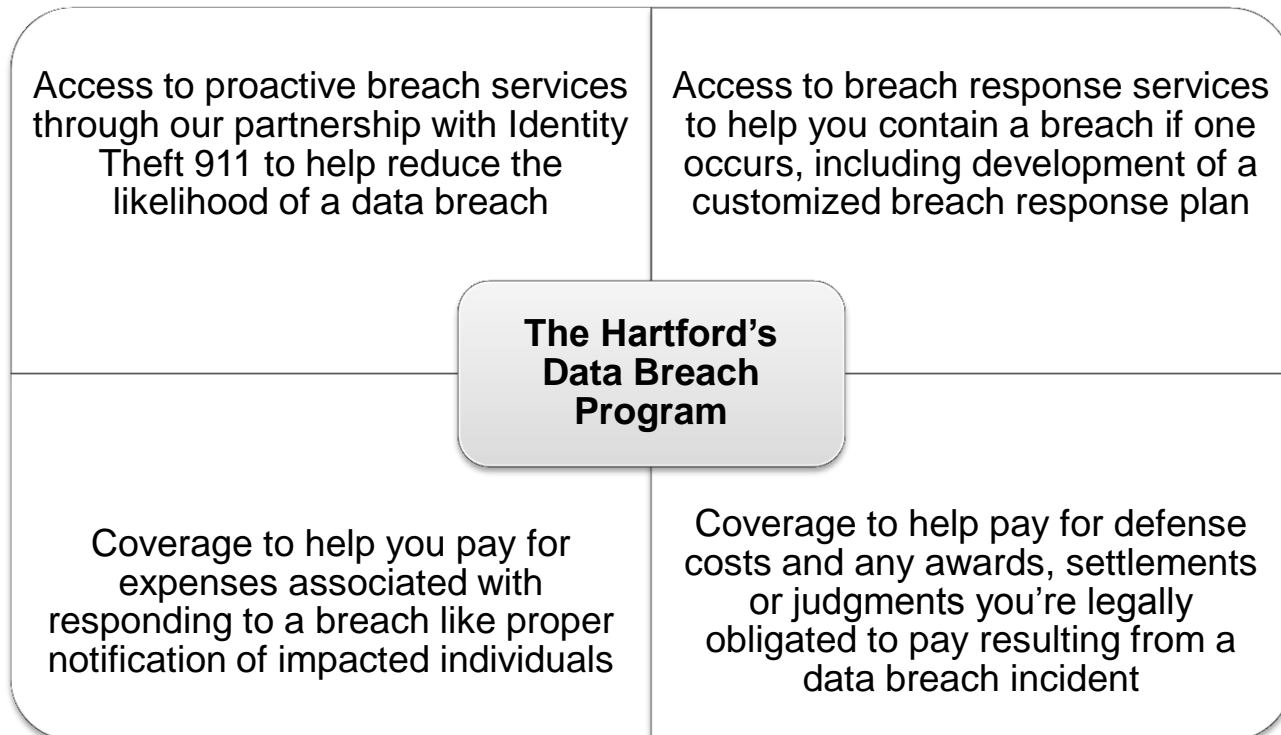 Access to proactive breach services
through our partnership with Identity
Theft 911 to help reduce the
likelihood of a data breach
Access to breach response services
to help you contain a breach if one
occurs, including development of a
customized breach response plan
The Hartford’s
Data Breach
Program
Coverage to help you pay for
expenses associated with
responding to a breach like proper
notification of impacted individuals
Coverage to help pay for defense
costs and any awards, settlements
or judgments you’re legally
obligated to pay resulting from a
data breach incident